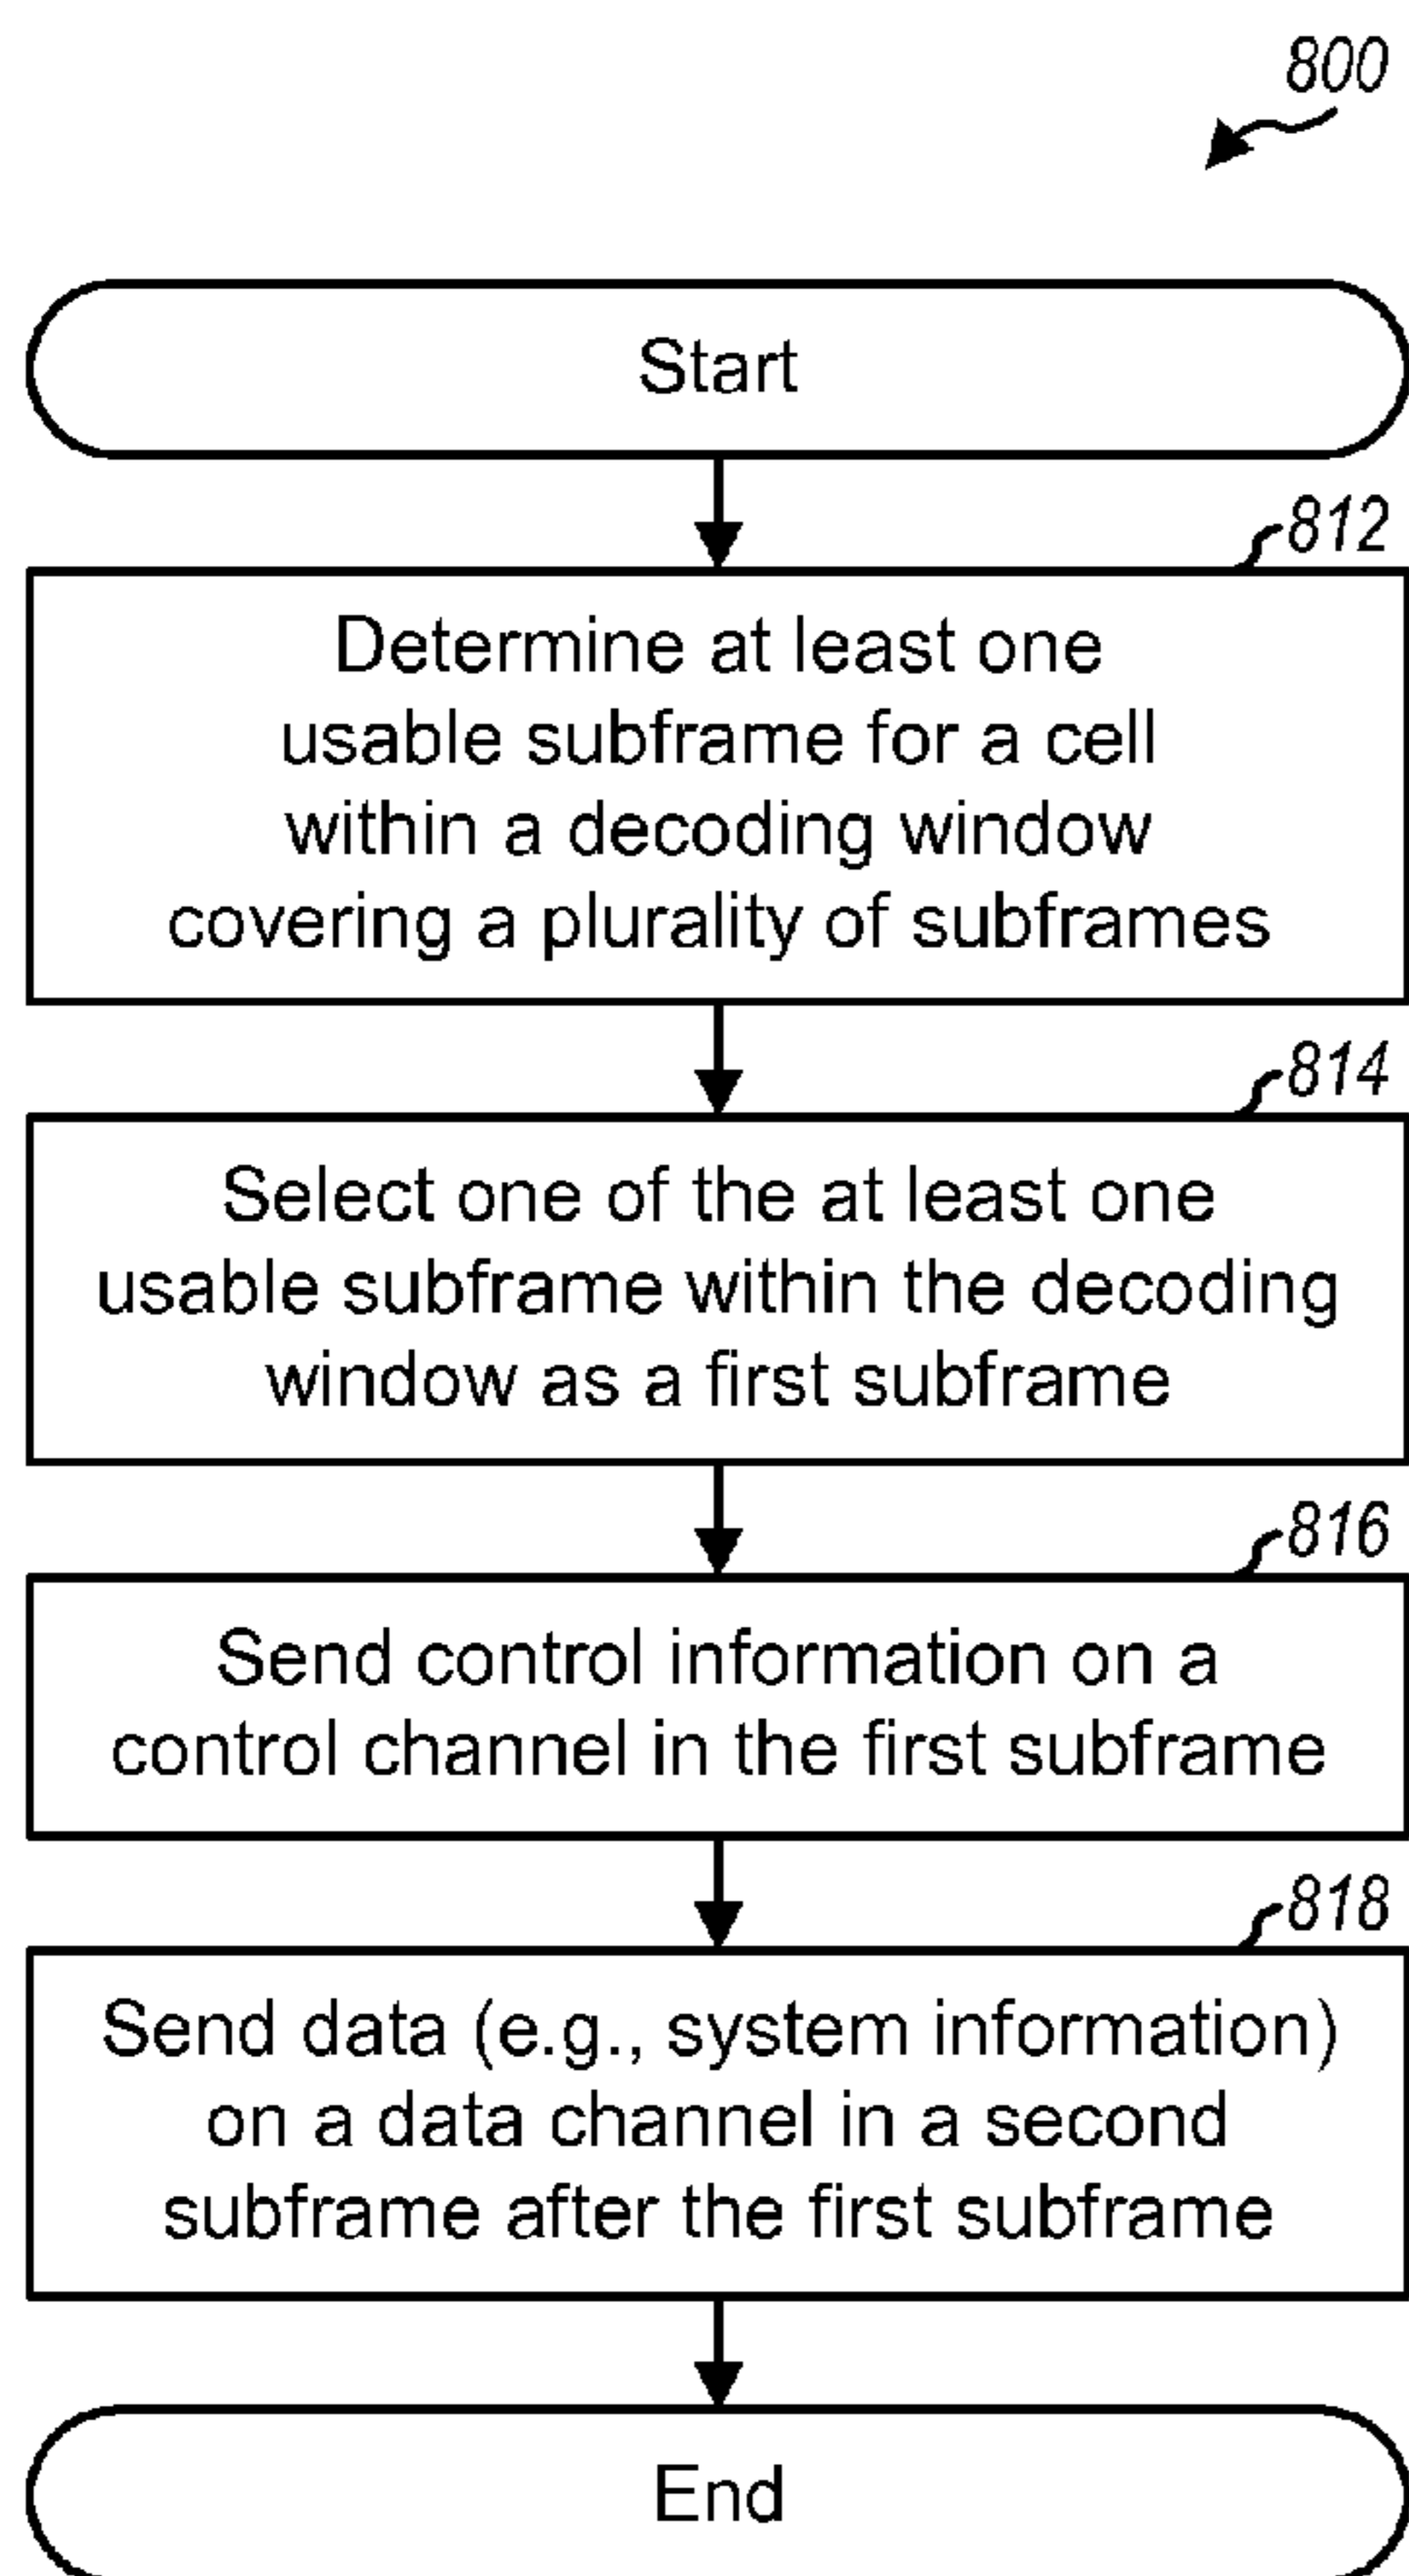 800
Start
812
Determine at least one
usable subframe for a cell
within a decoding window
covering a plurality of subframes
814
Select one of the at least one
usable subframe within the decoding
window as a first subframe
816
Send control information on a
control channel in the first subframe
818
Send data (e.g., system information)
on a data channel in a second
subframe after the first subframe
End